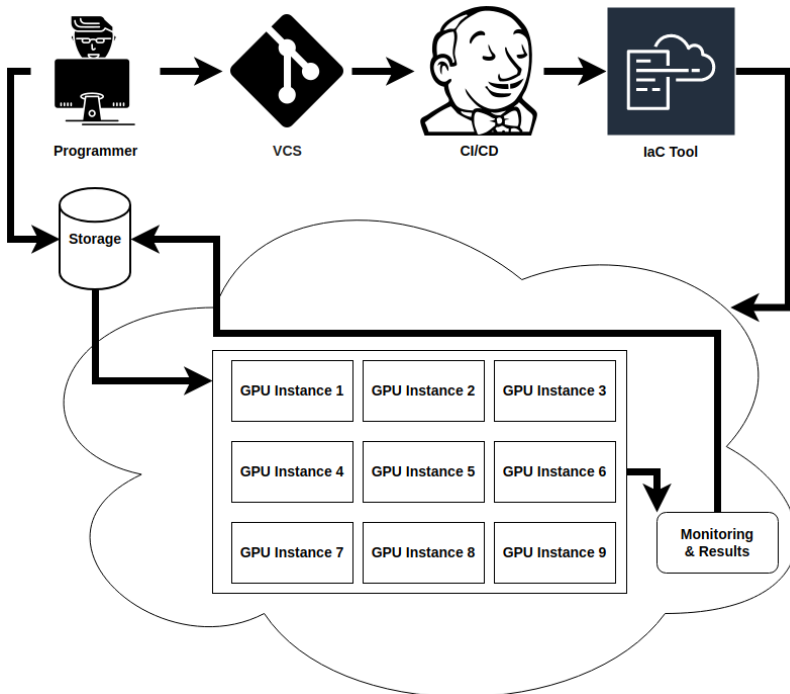 Programmer
VCS
CI/CD
IaC Tool
Storage
GPU Instance 1
GPU Instance 2
GPU Instance 3
GPU Instance 4
GPU Instance 5
GPU Instance 6
GPU Instance 7
GPU Instance 8
GPU Instance 9
Monitoring
& Results